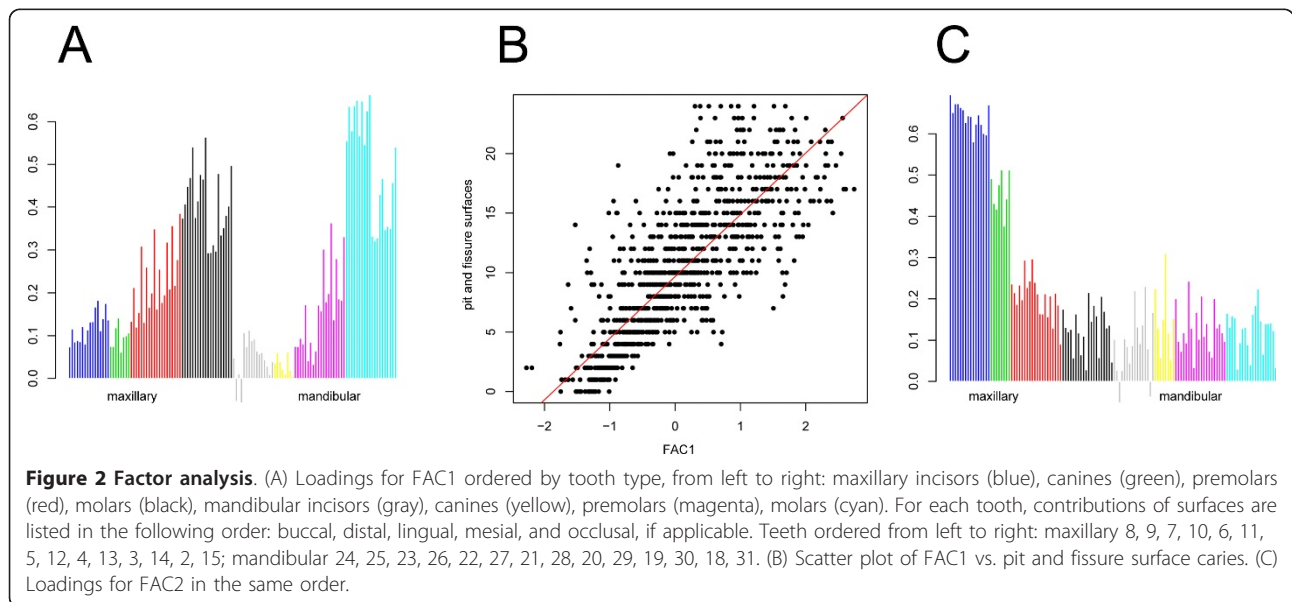 A
B
C
0.6
0.5
0.4
0.3
0.2
0.1
0.0
maxillary
mandibular
pit and fissure surfaces
20
15
10
5
0
−2
−1
0
1
2
FAC1
0.6
0.5
0.4
0.3
0.2
0.1
0.0
maxillary
mandibular
Figure 2 Factor analysis. (A) Loadings for FAC1 ordered by tooth type, from left to right: maxillary incisors (blue), canines (green), premolars
(red), molars (black), mandibular incisors (gray), canines (yellow), premolars (magenta), molars (cyan). For each tooth, contributions of surfaces are
listed in the following order: buccal, distal, lingual, mesial, and occlusal, if applicable. Teeth ordered from left to right: maxillary 8, 9, 7, 10, 6, 11,
5, 12, 4, 13, 3, 14, 2, 15; mandibular 24, 25, 23, 26, 22, 27, 21, 28, 20, 29, 19, 30, 18, 31. (B) Scatter plot of FAC1 vs. pit and fissure surface caries. (C)
Loadings for FAC2 in the same order.